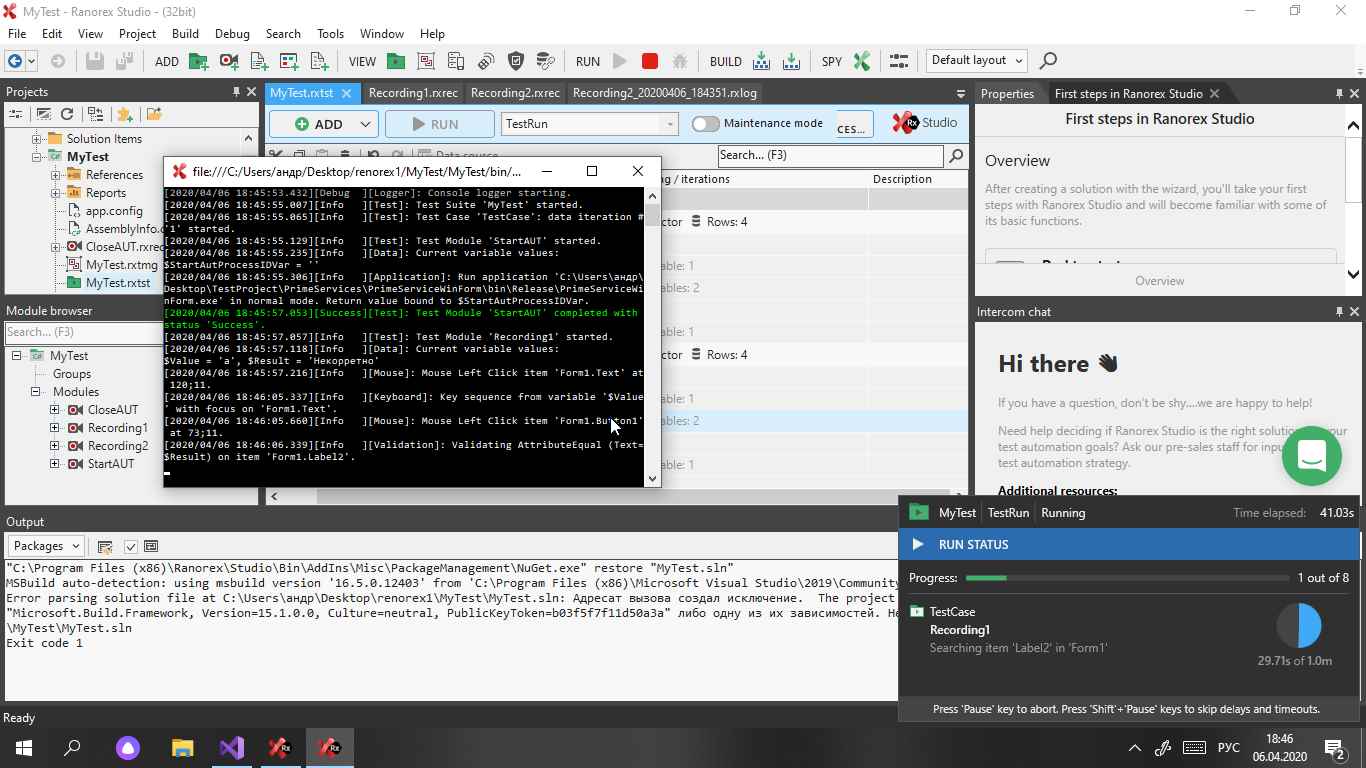 MyTest - Ranorex Studio - (32bit)
File Edit View Project Build Debug Search Tools Window Help
ADD VIEW RUN BUILD SPY Default layout
Projects
Solution Items
MyTest
References
Reports
app.config
AssemblyInfo.c
CloseAUT.rxrec
MyTest.rxtmg
MyTest.rxtst
Module browser
Search... (F3)
MyTest
Groups
Modules
CloseAUT
Recording1
Recording2
StartAUT
MyTest.rxtst Recording1.rxrec Recording2.rxrec Recording2_20200406_184351.rxlog
ADD RUN TestRun Maintenance mode CES... Studio
Data source
Search... (F3)
/ iterations Description
ctor Rows: 4
able: 1
ables: 2
able: 1
ctor Rows: 4
able: 1
ables: 2
able: 1
file:///C:/Users/андр/Desktop/renorex1/MyTest/MyTest/bin/...
[2020/04/06 18:45:53.432][Debug ][Logger]: Console logger starting.
[2020/04/06 18:45:55.007][Info ][Test]: Test Suite 'MyTest' started.
[2020/04/06 18:45:55.065][Info ][Test]: Test Case 'TestCase': data iteration #
'1' started.
[2020/04/06 18:45:55.129][Info ][Test]: Test Module 'StartAUT' started.
[2020/04/06 18:45:55.235][Info ][Data]: Current variable values:
$StartAutProcessIDVar = ''
[2020/04/06 18:45:55.306][Info ][Application]: Run application 'C:\Users\андр\
Desktop\TestProject\PrimeServices\PrimeServiceWinForm\bin\Release\PrimeServiceWi
nForm.exe' in normal mode. Return value bound to $StartAutProcessIDVar.
[2020/04/06 18:45:57.053][Success][Test]: Test Module 'StartAUT' completed with
status 'Success'.
[2020/04/06 18:45:57.057][Info ][Test]: Test Module 'Recording1' started.
[2020/04/06 18:45:57.118][Info ][Data]: Current variable values:
$Value = 'a', $Result = 'Некорретно'
[2020/04/06 18:45:57.216][Info ][Mouse]: Mouse Left Click item 'Form1.Text' at
120;11.
[2020/04/06 18:46:05.337][Info ][Keyboard]: Key sequence from variable '$Value
' with focus on 'Form1.Text'.
[2020/04/06 18:46:05.660][Info ][Mouse]: Mouse Left Click item 'Form1.Button1'
at 73;11.
[2020/04/06 18:46:06.339][Info ][Validation]: Validating AttributeEqual (Text=
$Result) on item 'Form1.Label2'.
Properties First steps in Ranorex Studio
First steps in Ranorex Studio
Overview
After creating a solution with the wizard, you'll take your first
steps with Ranorex Studio and will become familiar with some of
its basic functions.
Overview
Intercom chat
Hi there
If you have a question, don't be shy....we are happy to help!
Need help deciding if Ranorex Studio is the right solution your
test automation goals? Ask our pre-sales staff for
test automation strategy.
Additional resources:
Output
Packages
"C:\Program Files (x86)\Ranorex\Studio\Bin\AddIns\Misc\PackageManagement\NuGet.exe" restore "MyTest.sln"
MSBuild auto-detection: using msbuild version '16.5.0.12403' from 'C:\Program Files (x86)\Microsoft Visual Studio\2019\Community
Error parsing solution file at C:\Users\андр\Desktop\renorex1\MyTest\MyTest.sln: Адресат вызова создал исключение. The project
"Microsoft.Build.Framework, Version=15.1.0.0, Culture=neutral, PublicKeyToken=b03f5f7f11d50a3a" либо одну из их зависимостей. Не
\MyTest\MyTest.sln
Exit code 1
MyTest TestRun Running Time elapsed: 41.03s
RUN STATUS
Progress: 1 out of 8
TestCase
Recording1
Searching item 'Label2' in 'Form1'
29.71s of 1.0m
Press 'Pause' key to abort. Press 'Shift'+'Pause' keys to skip delays and timeouts.
Ready
РУС 18:46
06.04.2020
2